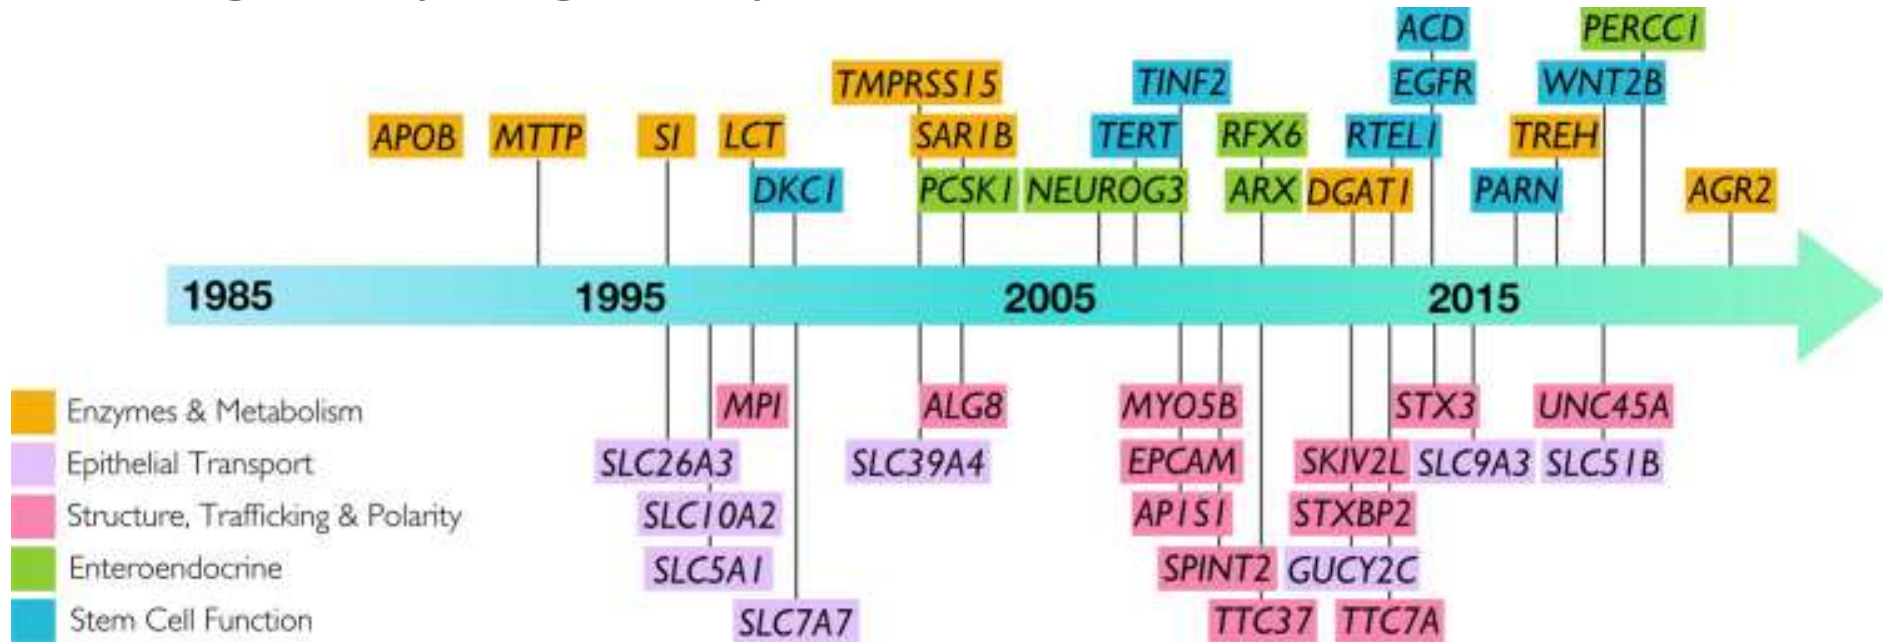 ACD
PERCC1
TMPRSS15
TINF2
EGFR
WNT2B
APOB
MTTP
SI
LCT
SAR1B
TERT
RFX6
RTEL1
TREH
DKC1
PCSK1
NEUROG3
ARX
DGAT1
PARN
AGR2
1985
1995
2005
2015
Enzymes & Metabolism
MPI
ALG8
MYO5B
STX3
UNC45A
Epithelial Transport
SLC26A3
SLC39A4
EPCAM
SKIV2L
SLC9A3
SLC51B
Structure, Trafficking & Polarity
SLC10A2
AP1S1
STXBP2
Enteroendocrine
SLC5A1
SPINT2
GUCY2C
Stem Cell Function
SLC7A7
TTC37
TTC7A